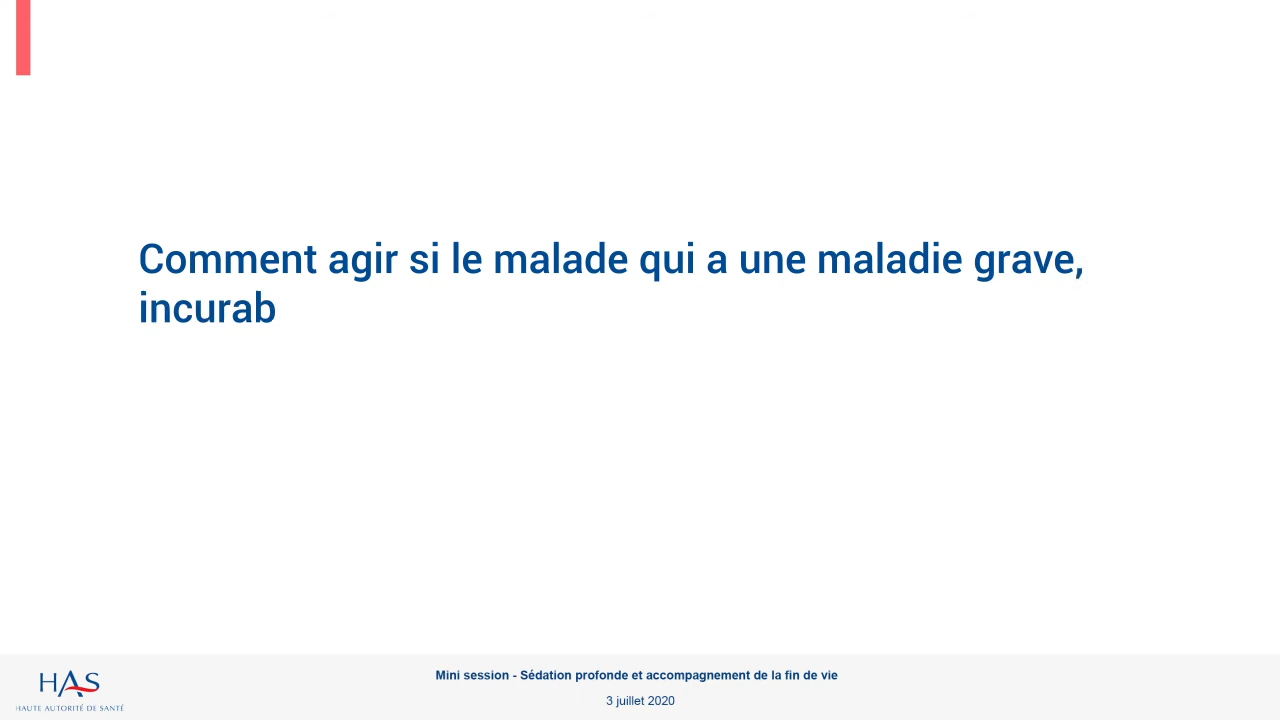 Comment agir si le malade qui a une maladie grave,
incurab
Mini session - Sédation profonde et accompagnement de la fin de vie
3 juillet 2020
HAS
HAUTE AUTORITÉ DE SANTÉ